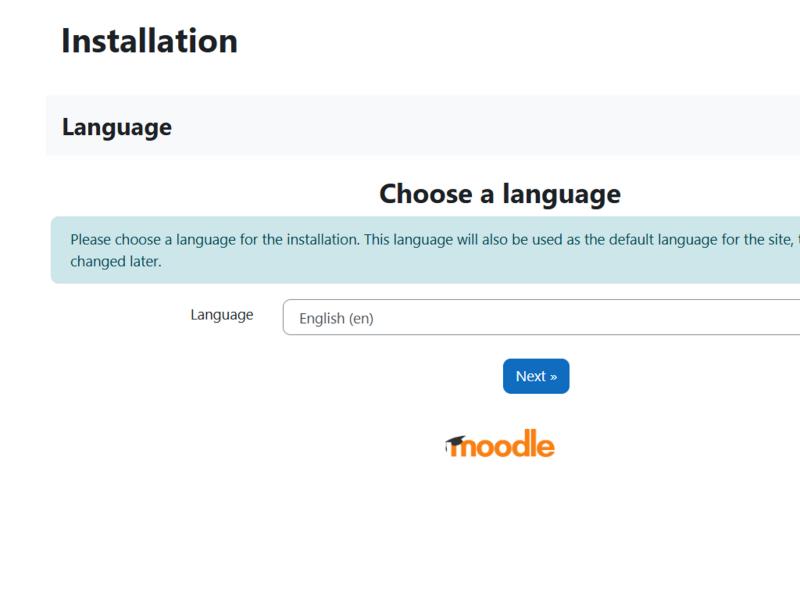 Installation
Language
Choose a language
Please choose a language for the installation. This language will also be used as the default language for the site,
changed later.
Language
English (en)
Next »
moodle